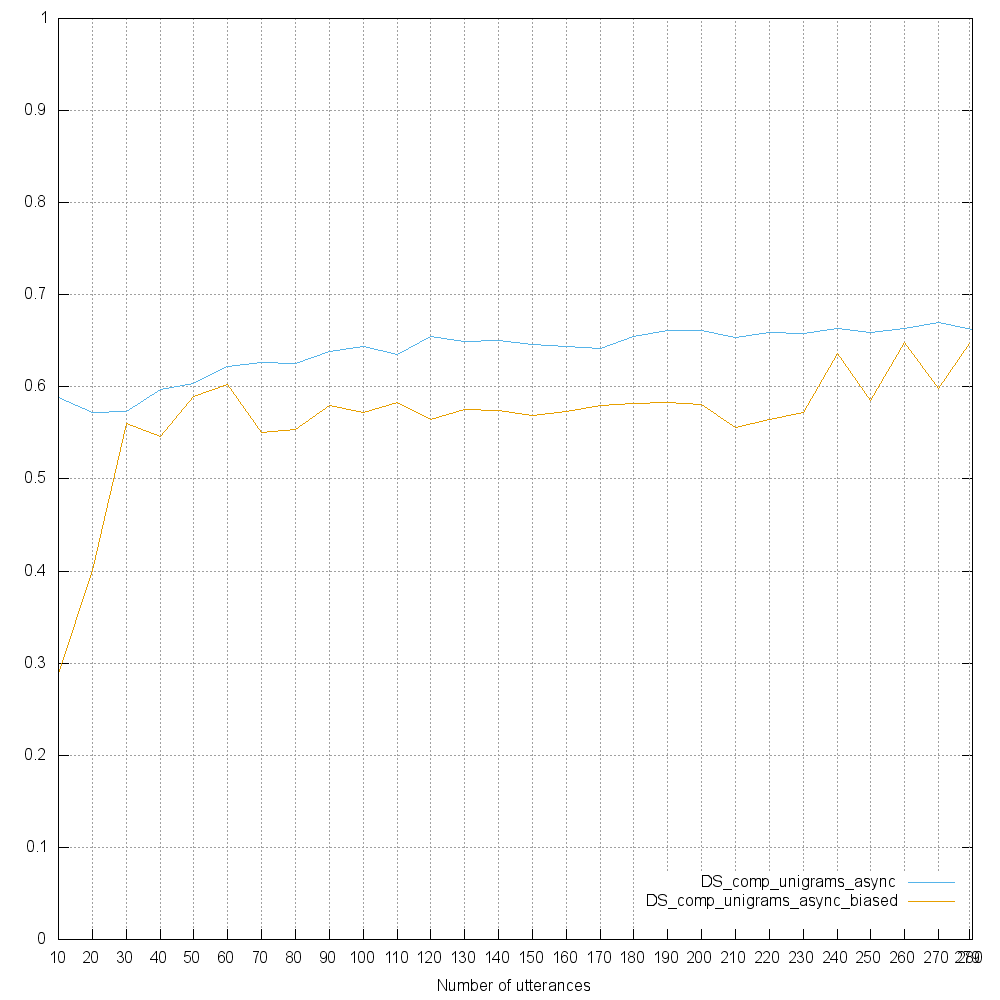 1
0.9
0.8
0.7
0.6
0.5
0.4
0.3
0.2
0.1
0
DS_comp_unigrams_async
DS_comp_unigrams_async_biased
10 20 30 40 50 60 70 80 90 100 110 120 130 140 150 160 170 180 190 200 210 220 230 240 250 260 270 279 280
Number of utterances